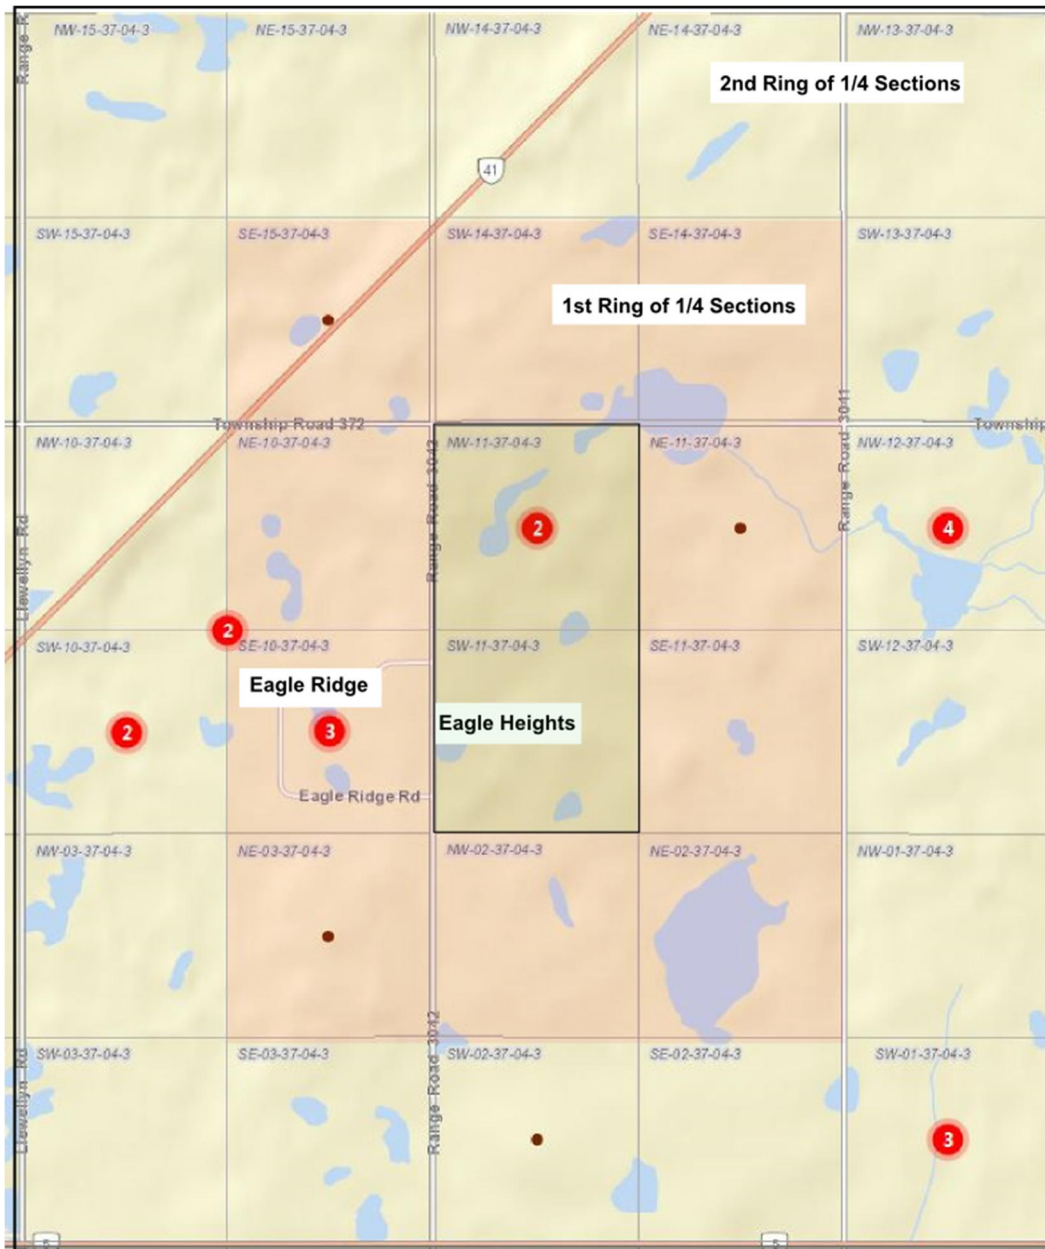 NW-15-37-04-3
NE-15-37-04-3
NW-14-37-04-3
NE-14-37-04-3
NW-13-37-04-3
Range R
2nd Ring of 1/4 Sections
41
SW-15-37-04-3
SE-15-37-04-3
SW-14-37-04-3
SE-14-37-04-3
SW-13-37-04-3
1st Ring of 1/4 Sections
Township Road 372
Township
Range Road 3041
NW-10-37-04-3
NE-10-37-04-3
NW-11-37-04-3
NE-11-37-04-3
NW-12-37-04-3
Range Road 3042
Llewellyn Rd
2
4
2
SW-10-37-04-3
SE-10-37-04-3
SW-11-37-04-3
SE-11-37-04-3
SW-12-37-04-3
Eagle Ridge
Eagle Heights
2
3
Eagle Ridge Rd
NW-03-37-04-3
NE-03-37-04-3
NW-02-37-04-3
NE-02-37-04-3
NW-01-37-04-3
Range Road 3042
Llewellyn Rd
SW-03-37-04-3
SE-03-37-04-3
SW-02-37-04-3
SE-02-37-04-3
SW-01-37-04-3
3
5
5